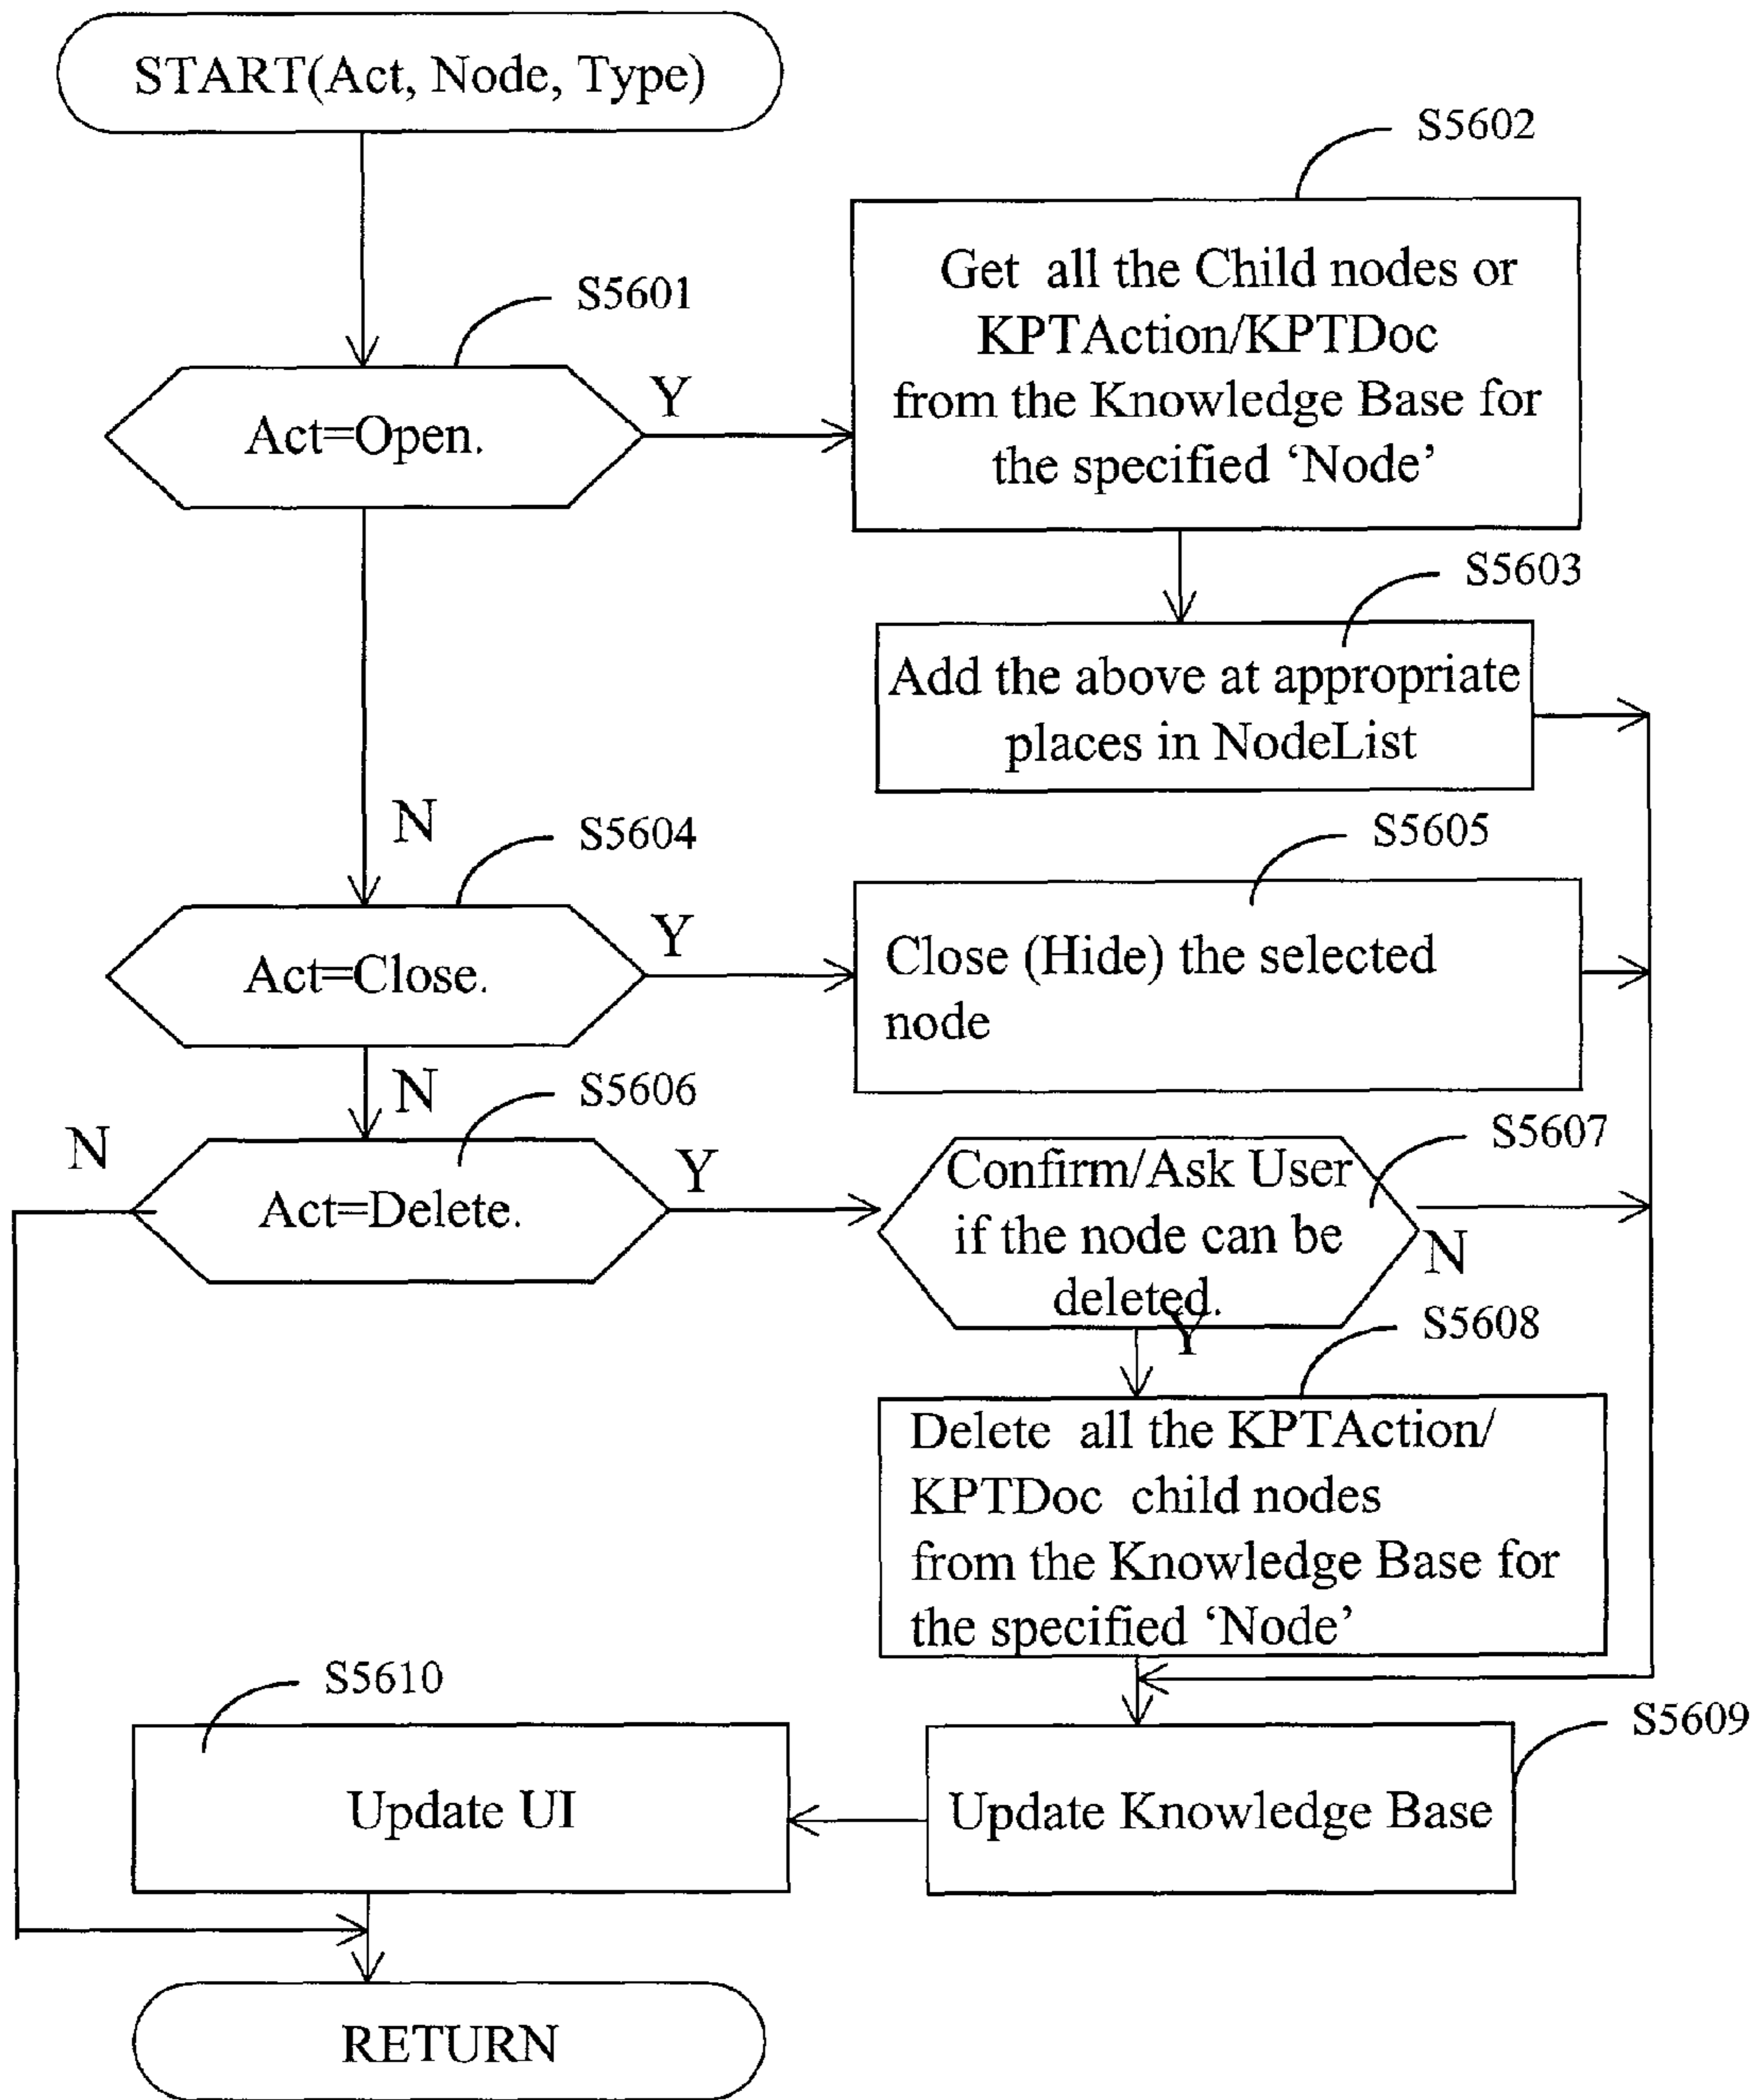 START(Act, Node, Type)
S5602
Get all the Child nodes or
KPTAction/KPTDoc
from the Knowledge Base for
the specified ‘Node’
S5601
Act=Open.
Y
S5603
Add the above at appropriate
places in NodeList
N
S5604
S5605
Act=Close.
Y
Close (Hide) the selected
node
N
S5606
N
Act=Delete.
Y
S5607
Confirm/Ask User
if the node can be
deleted.
N
Y
S5608
Delete all the KPTAction/
KPTDoc child nodes
from the Knowledge Base for
the specified ‘Node’
S5610
S5609
Update UI
Update Knowledge Base
RETURN